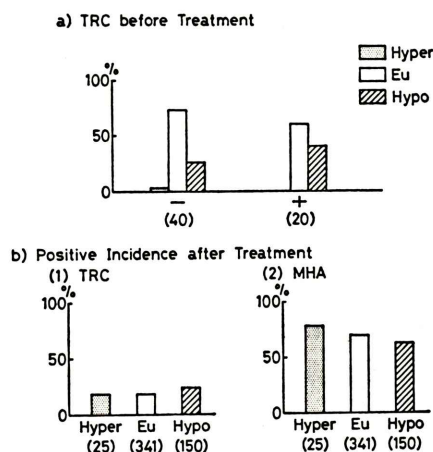 a) TRC before Treatment
Hyper
Eu
Hypo
%
100
50
0
− +
(40) (20)
b) Positive Incidence after Treatment
(1) TRC (2) MHA
% %
100 100
50 50
0 0
Hyper Eu Hypo Hyper Eu Hypo
(25) (341) (150) (25) (341) (150)